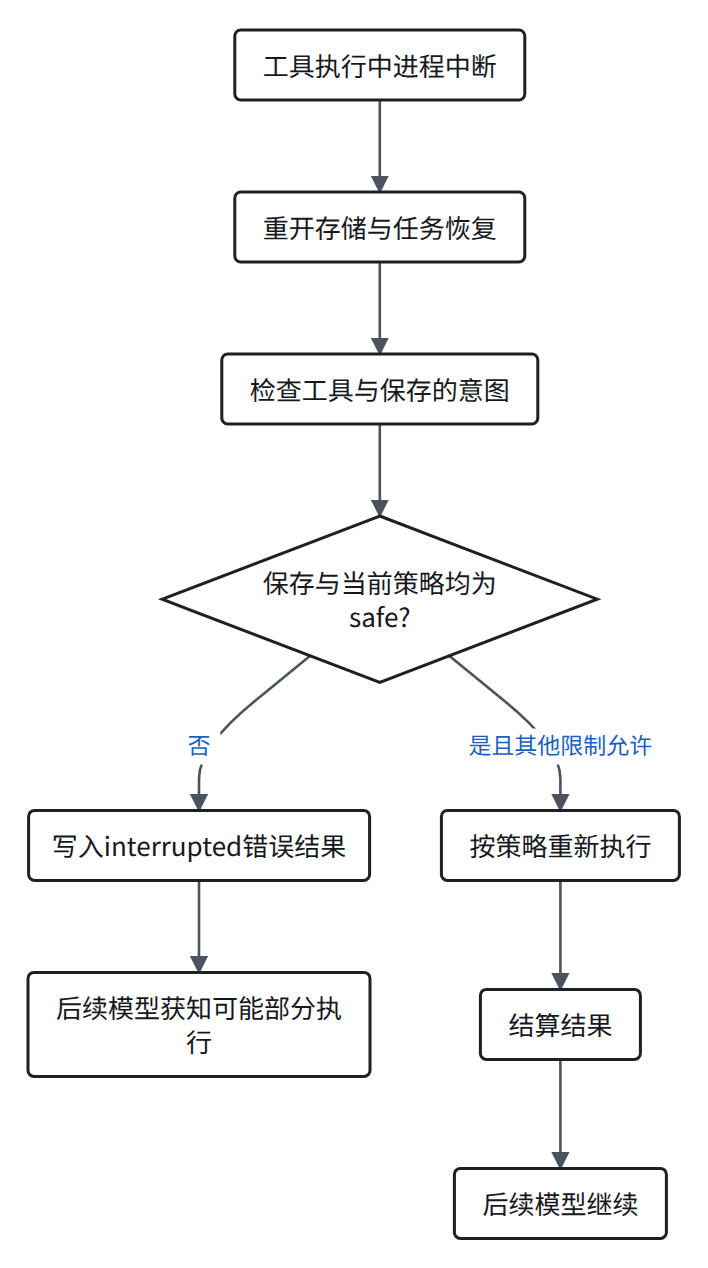 工具执行中进程中断
重开存储与任务恢复
检查工具与保存的意图
保存与当前策略均为
safe?
否
是且其他限制允许
写入interrupted错误结果
按策略重新执行
后续模型获知可能部分执
行
结算结果
后续模型继续